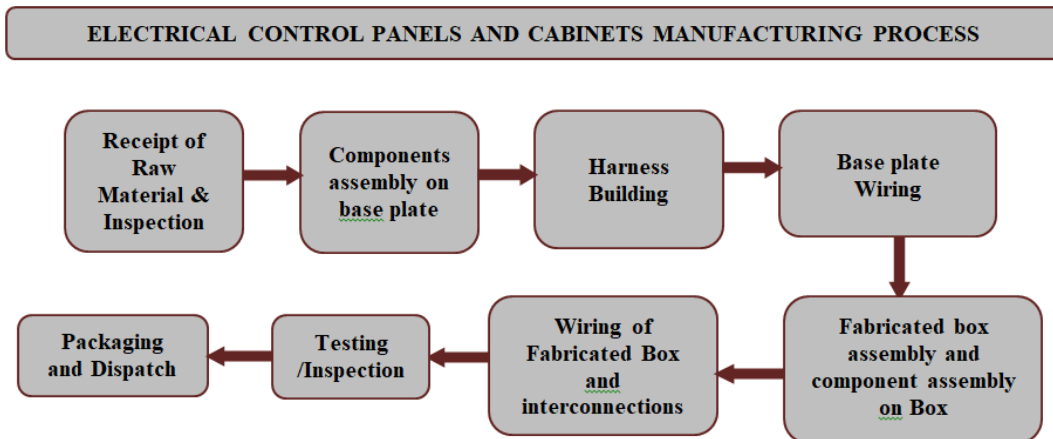 ELECTRICAL CONTROL PANELS AND CABINETS MANUFACTURING PROCESS
Receipt of
Raw
Material &
Inspection
Components
assembly on
base plate
Harness
Building
Base plate
Wiring
Fabricated box
assembly and
component assembly
on Box
Wiring of
Fabricated Box
and
interconnections
Testing
/Inspection
Packaging
and Dispatch